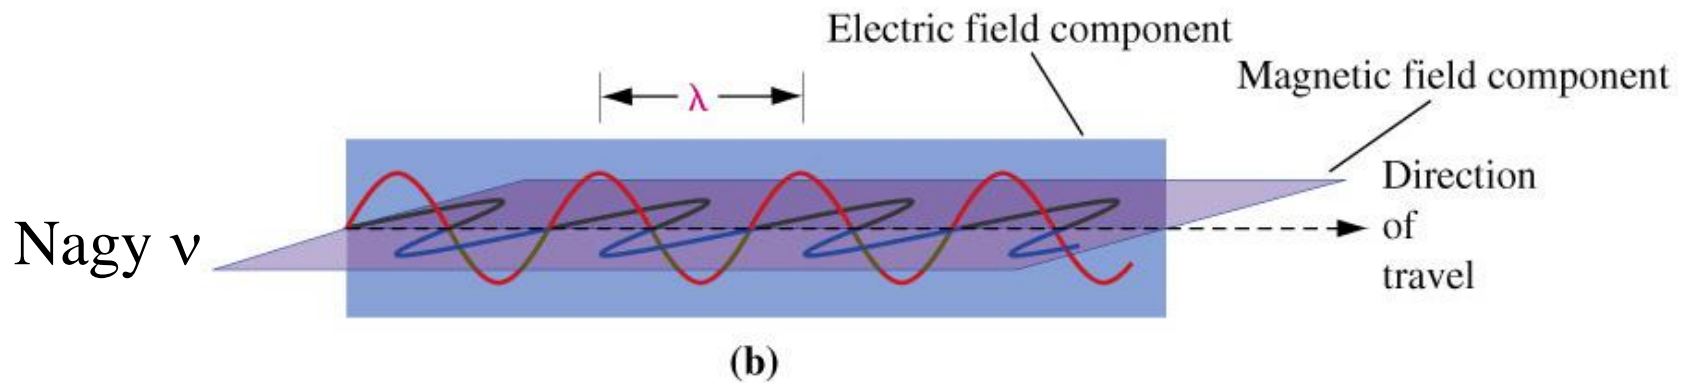 Electric field component
Magnetic field component
λ
Direction
of
travel
Nagy ν
(b)